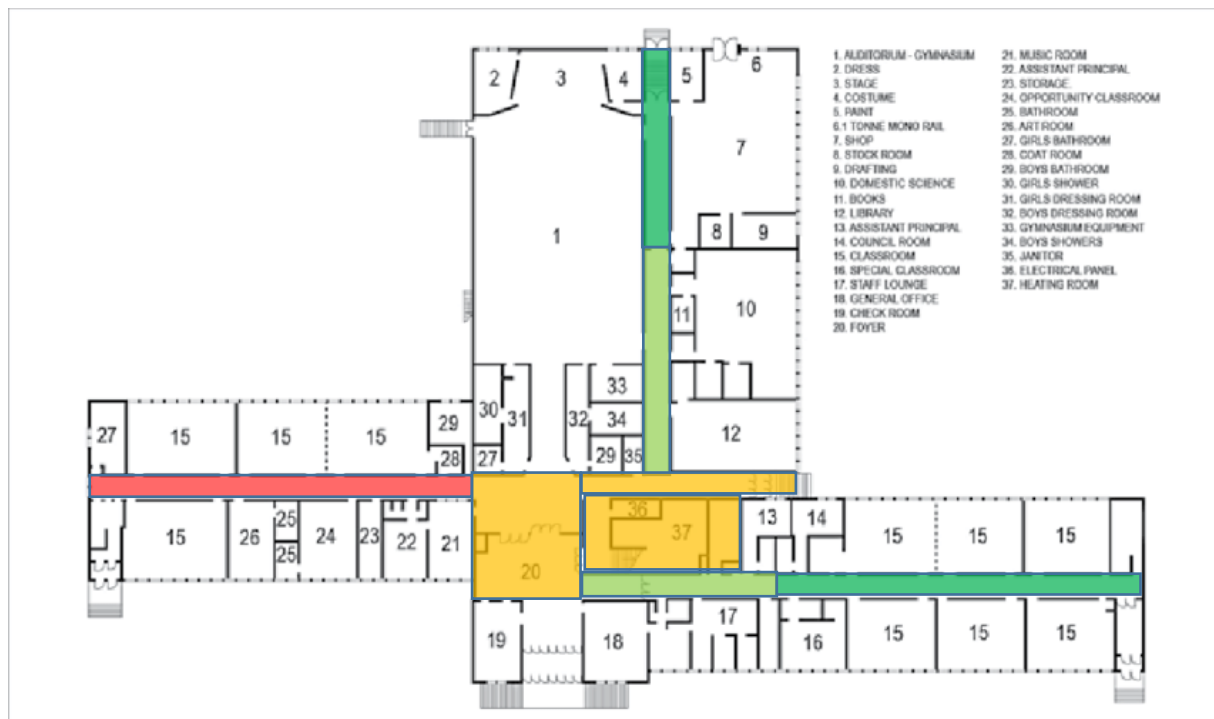 2
3
4
5
6
7
1
8
9
11
10
33
30
31
32
34
12
27
15
15
15
29
28
27
29
35
15
26
25
25
24
23
22
21
36
37
20
13
14
15
15
15
19
18
17
16
15
15
15
1. AUDITORIUM - GYMNASIUM
2. DRESS
3. STAGE
4. COSTUME
5. PAINT
6.1 TONNE MONO RAIL
7. SHOP
8. STOCK ROOM
9. DRAFTING
10. DOMESTIC SCIENCE
11. BOOKS
12. LIBRARY
13. ASSISTANT PRINCIPAL
14. COUNCIL ROOM
15. CLASSROOM
16. SPECIAL CLASSROOM
17. STAFF LOUNGE
18. GENERAL OFFICE
19. CHECK ROOM
20. FOYER
21. MUSIC ROOM
22. ASSISTANT PRINCIPAL
23. STORAGE.
24. OPPORTUNITY CLASSROOM
25. BATHROOM
26. ART ROOM
27. GIRLS BATHROOM
28. COAT ROOM
29. BOYS BATHROOM
30. GIRLS SHOWER
31. GIRLS DRESSING ROOM
32. BOYS DRESSING ROOM
33. GYMNASIUM EQUIPMENT
34. BOYS SHOWERS
35. JANITOR
36. ELECTRICAL PANEL
37. HEATING ROOM